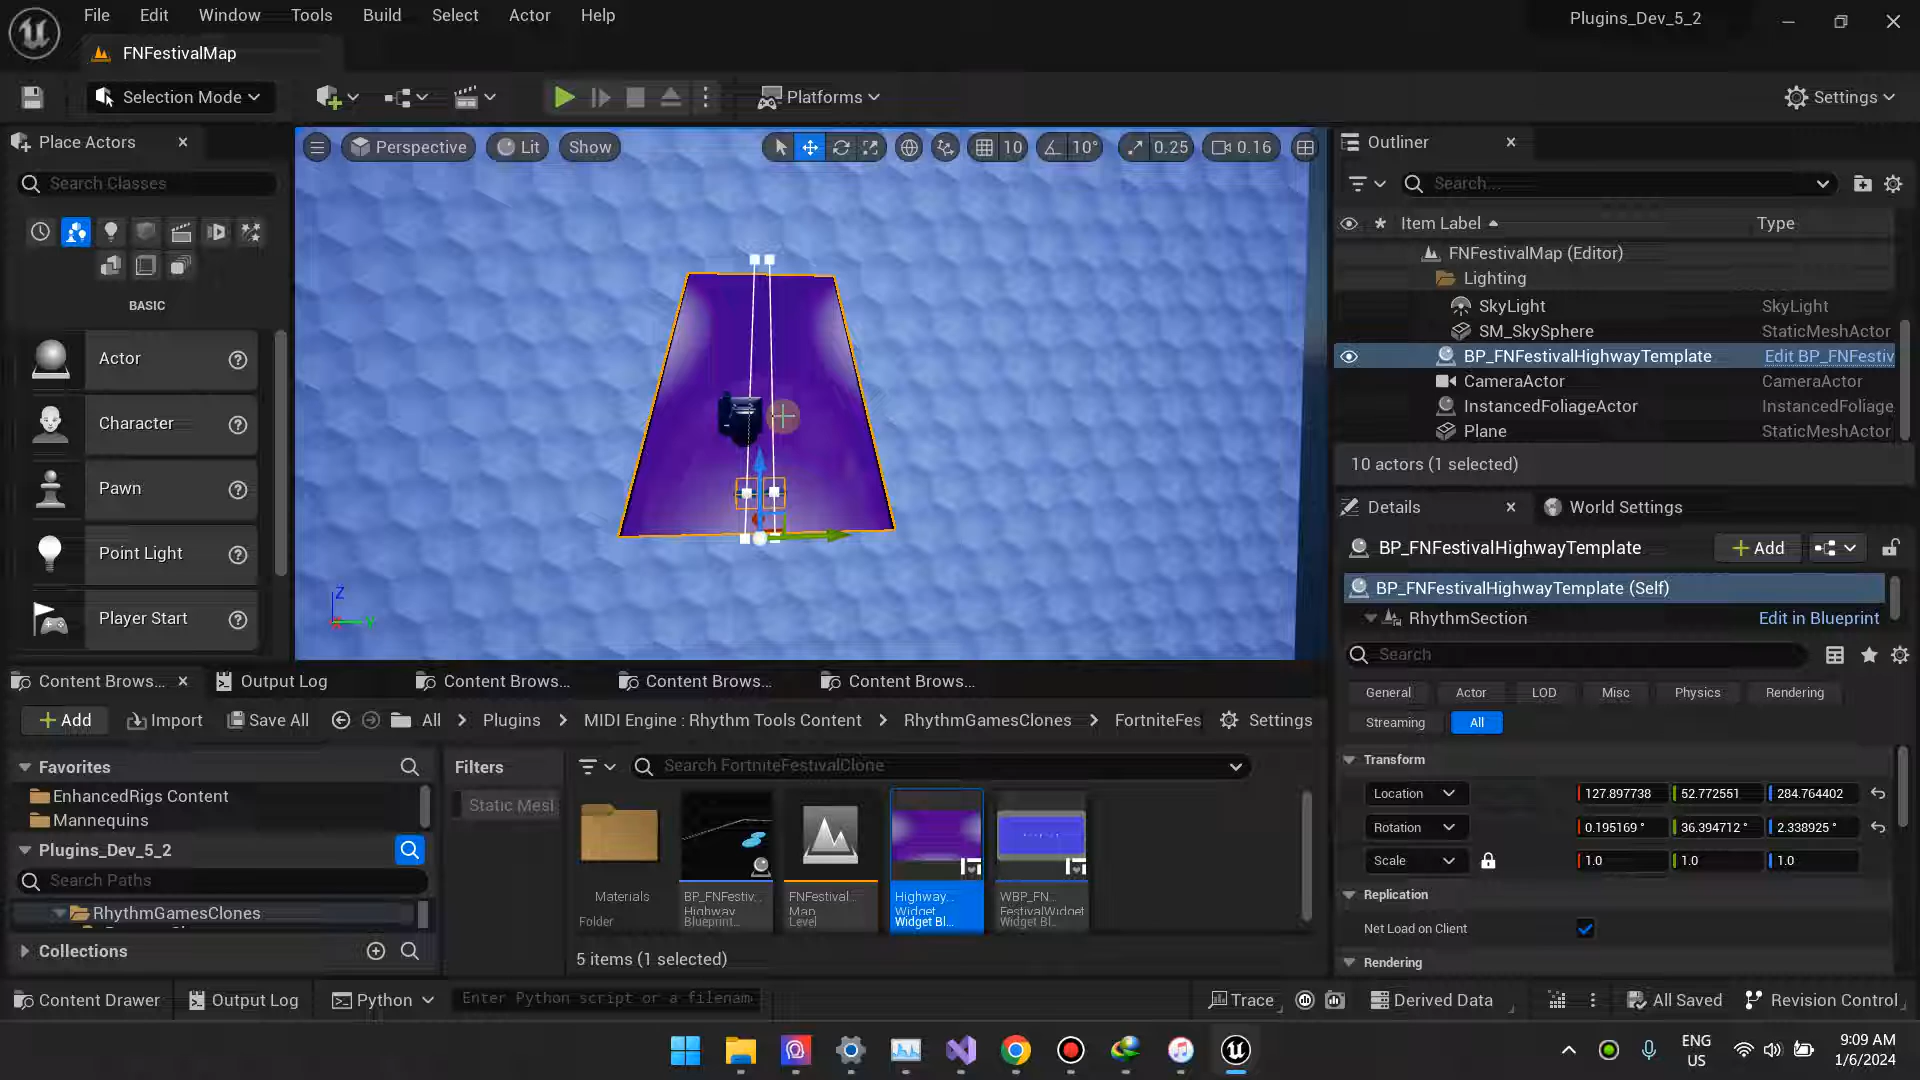 File Edit Window Tools Build Select Actor Help
Plugins_Dev_5_2
FNFestivalMap
Selection Mode
Platforms
Settings
Place Actors
Search Classes
BASIC
Actor
Character
Pawn
Point Light
Player Start
Perspective Lit Show
10 10° 0.25 0.16
Z
Y
Outliner
Search...
Item Label Type
FNFestivalMap (Editor)
Lighting
SkyLight SkyLight
SM_SkySphere StaticMeshActor
BP_FNFestivalHighwayTemplate Edit BP_FNFestiv
CameraActor CameraActor
InstancedFoliageActor InstancedFoliage
Plane StaticMeshActor
10 actors (1 selected)
Details World Settings
BP_FNFestivalHighwayTemplate Add
BP_FNFestivalHighwayTemplate (Self)
RhythmSection Edit in Blueprint
Search
General Actor LOD Misc Physics Rendering
Streaming All
Transform
Location 127.897738 52.772551 284.764402
Rotation 0.195169 ° 36.394712 ° 2.338925 °
Scale 1.0 1.0 1.0
Replication
Net Load on Client
Rendering
Content Brows... Output Log Content Brows... Content Brows... Content Brows...
Add Import Save All All Plugins MIDI Engine : Rhythm Tools Content RhythmGamesClones FortniteFes Settings
Favorites
EnhancedRigs Content
Mannequins
Plugins_Dev_5_2
Search Paths
RhythmGamesClones
Collections
Filters
Static Mesl
Search FortniteFestivalClone
Materials
Folder
BP_FNFestiv...
Highway...
Blueprint...
FNFestival...
Map
Level
Highway...
Widget
Widget Bl...
WBP_FN...
FestivalWidget
Widget Bl...
5 items (1 selected)
Content Drawer Output Log Python Enter Python script or a filenam Trace Derived Data All Saved Revision Control
ENG
US
9:09 AM
1/6/2024